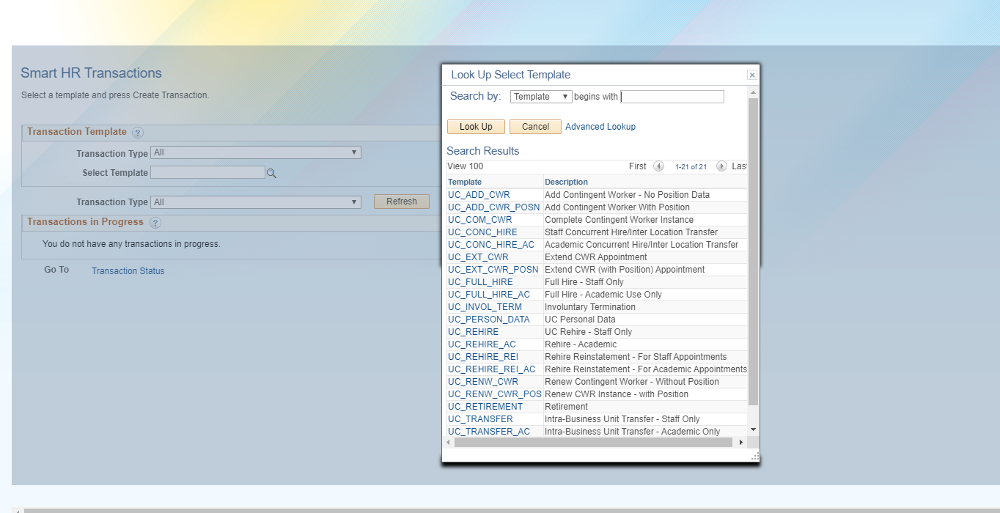 Smart HR Transactions
Select a template and press Create Transaction.
Transaction Template ?
Transaction Type All
Select Template
Transaction Type All Refresh
Transactions in Progress ?
You do not have any transactions in progress.
Go To Transaction Status
Look Up Select Template
Search by: Template begins with
Look Up Cancel Advanced Lookup
Search Results
View 100 First 1-21 of 21 Last
Template Description
UC_ADD_CWR Add Contingent Worker - No Position Data
UC_ADD_CWR_POSN Add Contingent Worker With Position
UC_COM_CWR Complete Contingent Worker Instance
UC_CONC_HIRE Staff Concurrent Hire/Inter Location Transfer
UC_CONC_HIRE_AC Academic Concurrent Hire/Inter Location Transfer
UC_EXT_CWR Extend CWR Appointment
UC_EXT_CWR_POSN Extend CWR (with Position) Appointment
UC_FULL_HIRE Full Hire - Staff Only
UC_FULL_HIRE_AC Full Hire - Academic Use Only
UC_INVOL_TERM Involuntary Termination
UC_PERSON_DATA UC Personal Data
UC_REHIRE UC Rehire - Staff Only
UC_REHIRE_AC Rehire - Academic
UC_REHIRE_REI Rehire Reinstatement - For Staff Appointments
UC_REHIRE_REI_AC Rehire Reinstatement - For Academic Appointments
UC_RENW_CWR Renew Contingent Worker - Without Position
UC_RENW_CWR_POS Renew CWR Instance - with Position
UC_RETIREMENT Retirement
UC_TRANSFER Intra-Business Unit Transfer - Staff Only
UC_TRANSFER_AC Intra-Business Unit Transfer - Academic Only